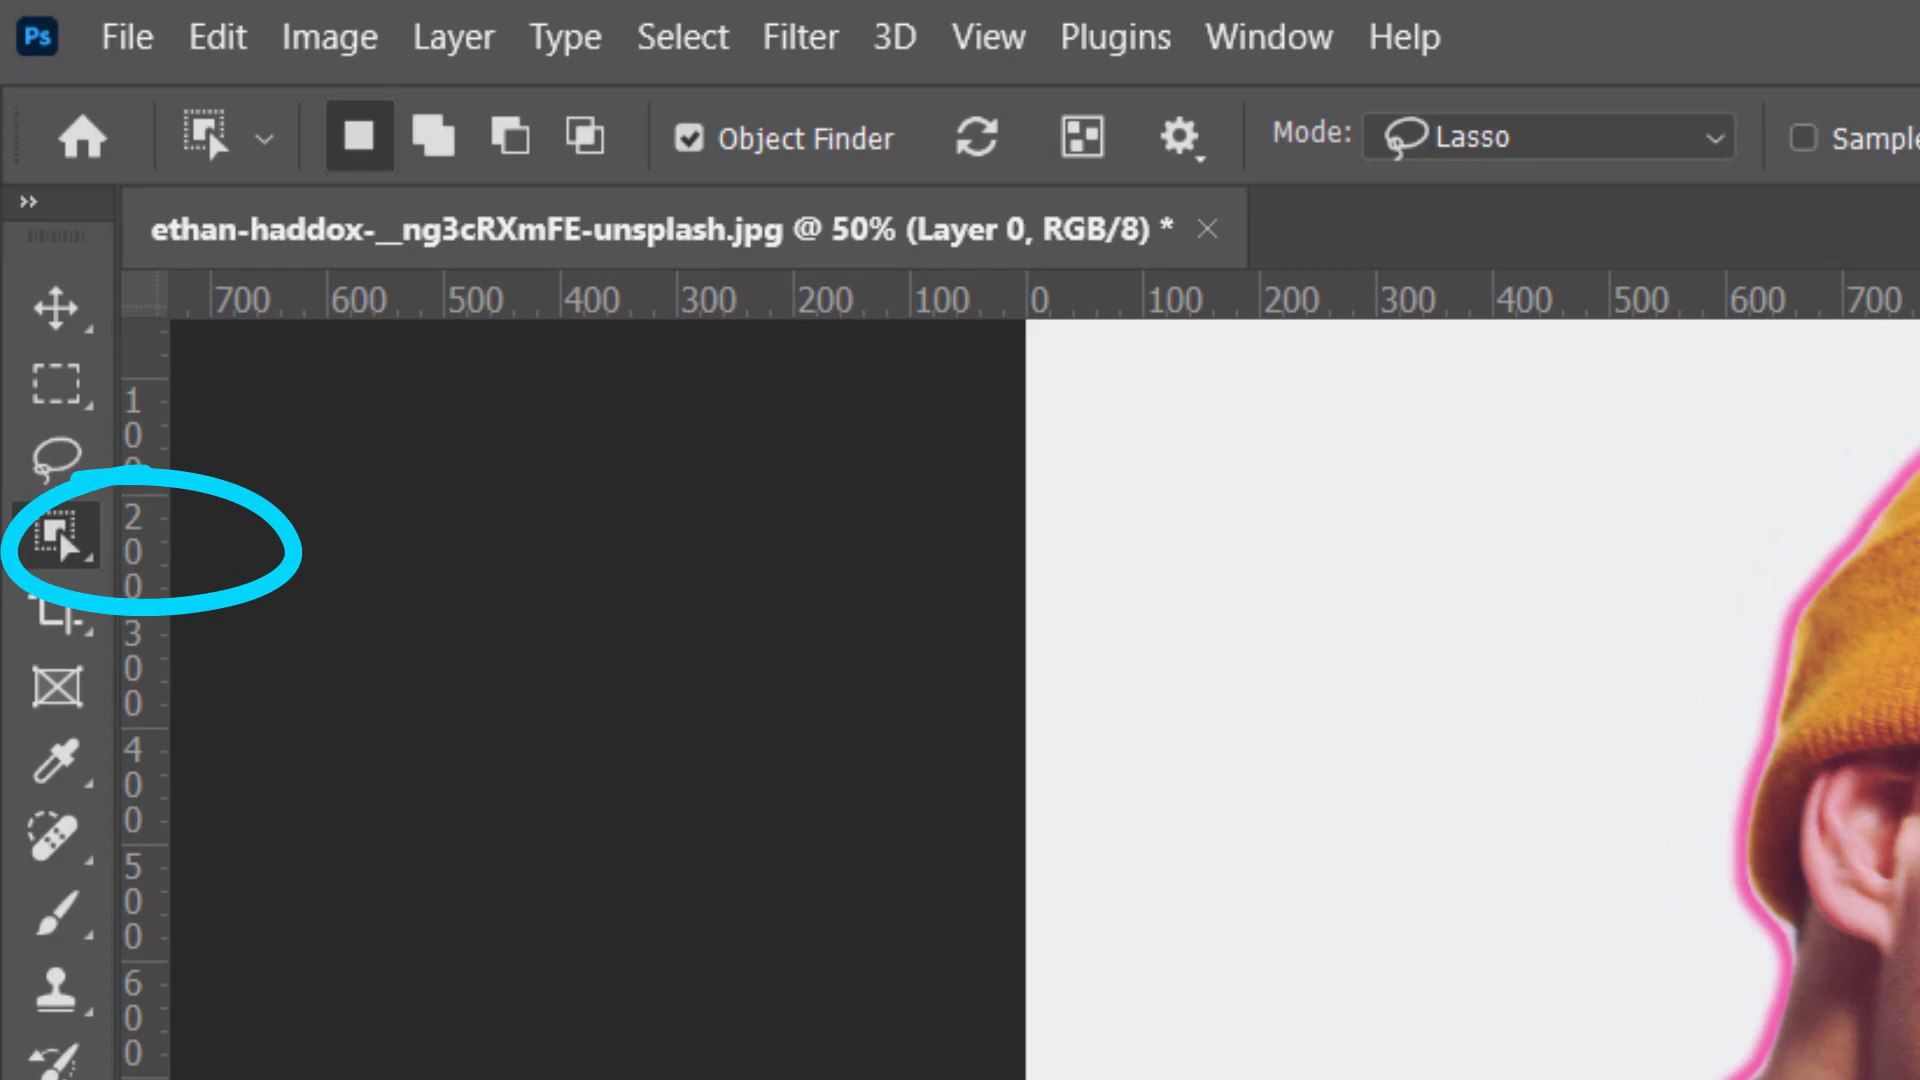 Ps File Edit Image Layer Type Select Filter 3D View Plugins Window Help
Object Finder Mode: Lasso Sample
ethan-haddox-__ng3cRXmFE-unsplash.jpg @ 50% (Layer 0, RGB/8) *
700 600 500 400 300 200 100 0 100 200 300 400 500 600 700
100
200
300
400
500
600